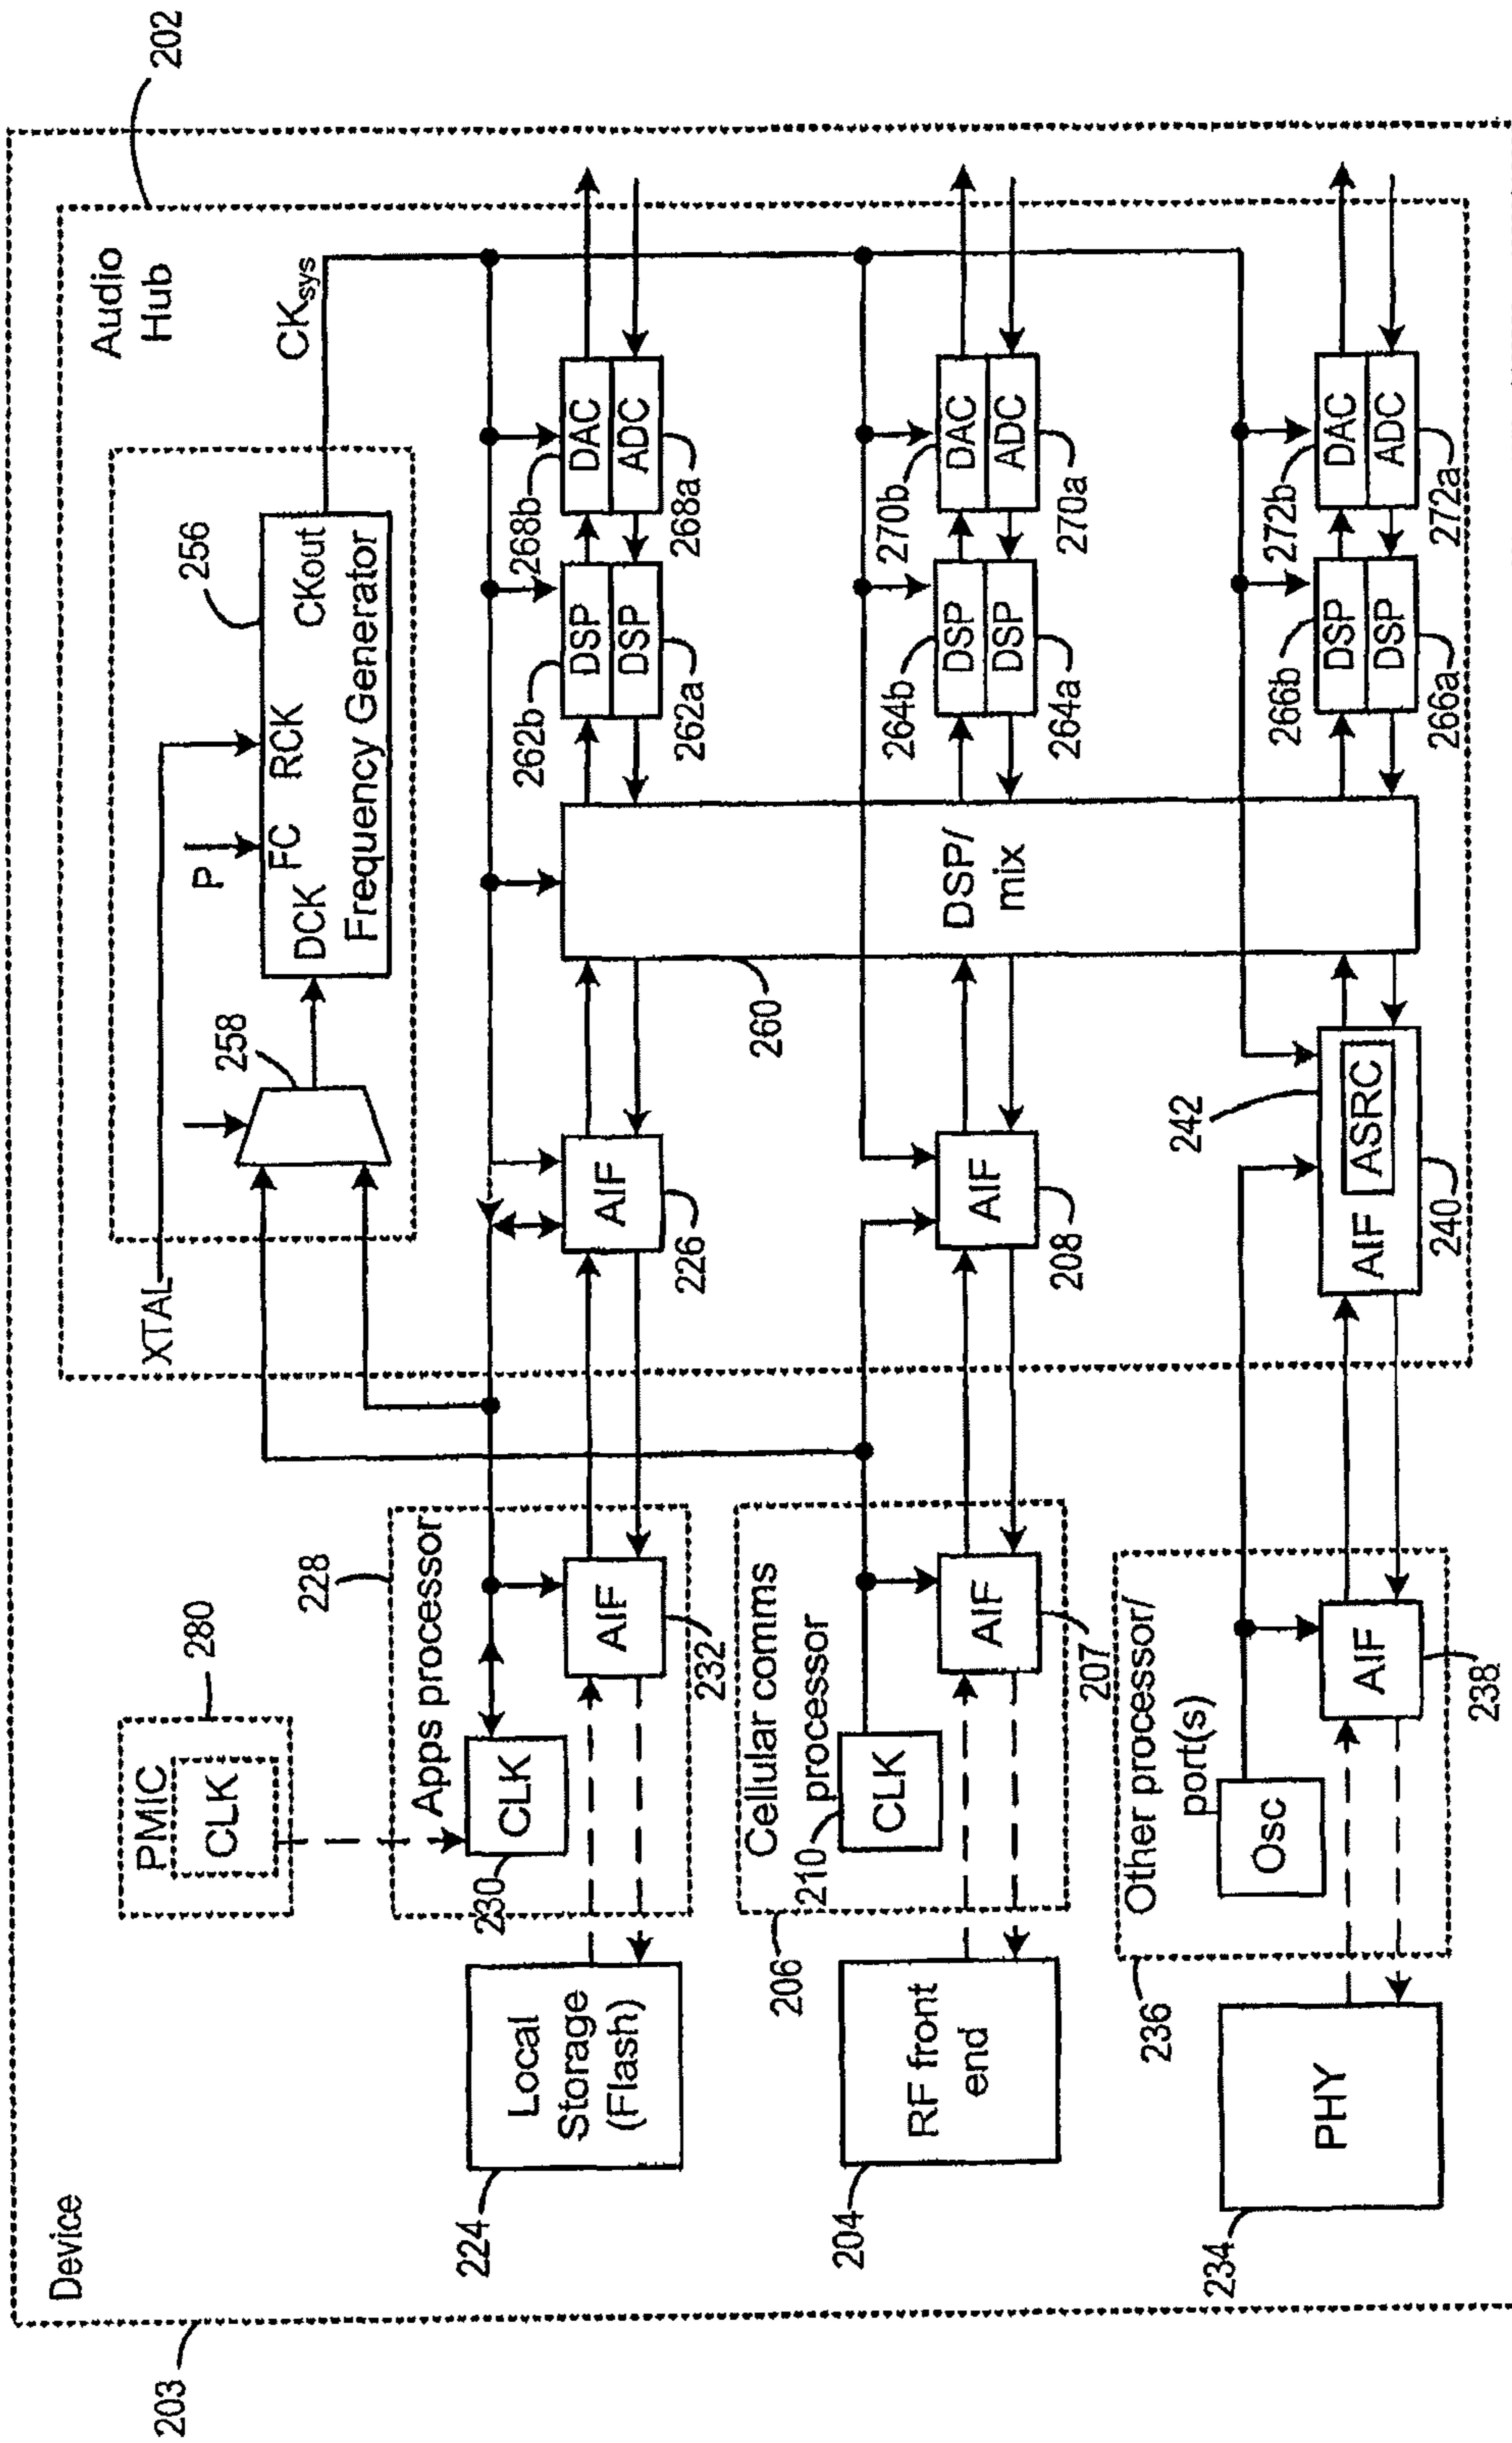 203
Device
202
Audio
Hub
XTAL
258
P
256
DCK
FC
RCK
CKout
Frequency Generator
CKsys
PMIC
CLK
280
228
Apps processor
CLK
230
AIF
232
224
Local
Storage
(Flash)
AIF
226
262b
DSP
DSP
262a
268b
DAC
ADC
268a
Cellular comms
processor
210
CLK
206
AIF
207
204
RF front
end
AIF
208
260
DSP/
mix
264b
DSP
DSP
264a
270b
DAC
ADC
270a
Other processor/
port(s)
Osc
236
AIF
238
234
PHY
242
AIF
ASRC
240
266b
DSP
DSP
266a
272b
DAC
ADC
272a